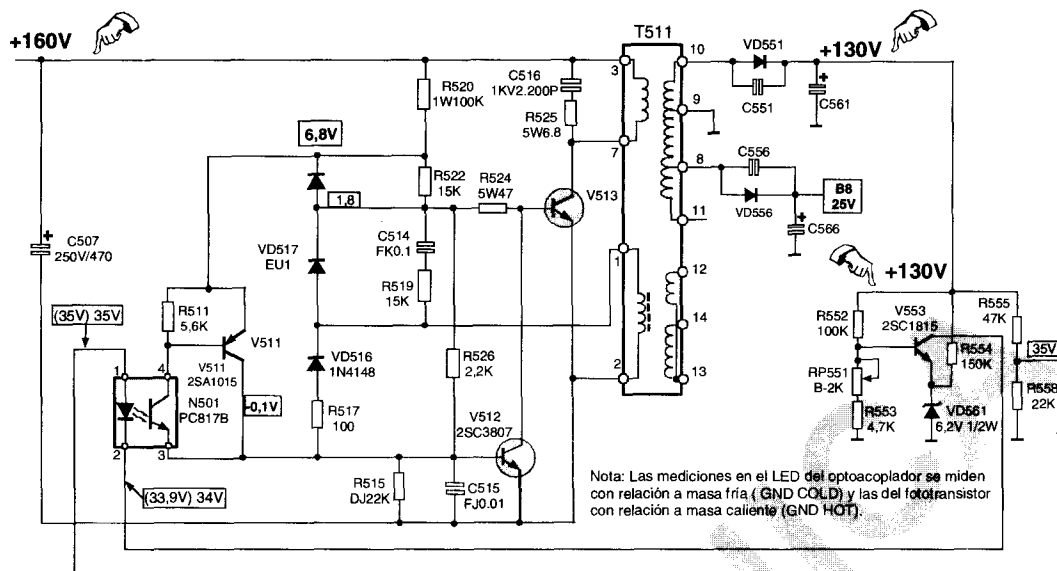 +160V
T511
+130V
C516
1KV2.200P
R520
1W100K
R525
5W6.8
6,8V
R522
15K
R524
5W47
V513
3
7
1
2
10
9
8
11
12
14
13
VD551
C551
C561
+
C556
VD556
B8
25V
C566
+
+130V
C507
250V/470
+
1,8
VD517
EU1
C514
FK0.1
R519
15K
(35V) 35V
R511
5,6K
V511
V511
2SA1015
N501
PC817B
1
4
2
3
-0,1V
VD516
1N4148
R517
100
R526
2,2K
V512
2SC3807
R515
DJ22K
C515
FJ0.01
(33,9V) 34V
R552
100K
V553
2SC1815
R555
47K
R554
150K
35V
RP551
B-2K
R553
4,7K
VD561
6,2V 1/2W
R558
22K
Nota: Las mediciones en el LED del optoacoplador se miden
con relación a masa fría ( GND COLD) y las del fototransistor
con relación a masa caliente (GND HOT).